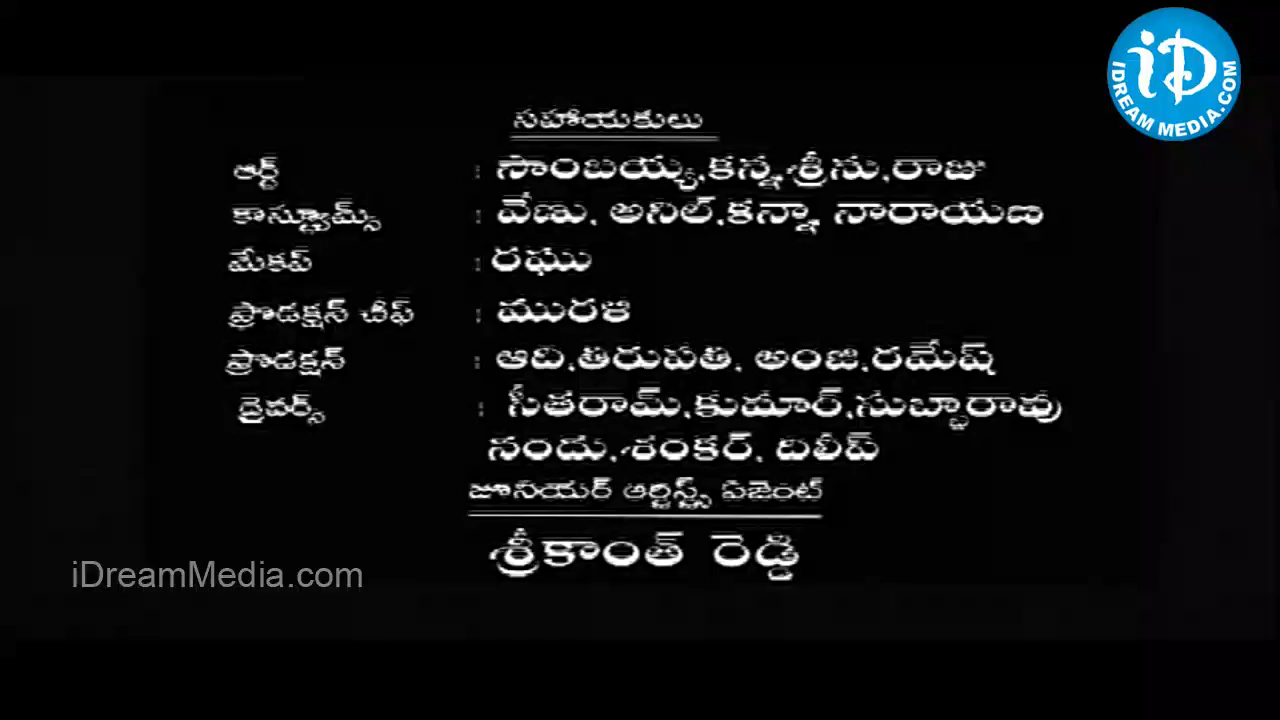 iD
IDREAM MEDIA.COM
సహాయకులు
ఆర్ట్ : సాంబయ్య,కన్న,శ్రీను,రాజు
కాస్ట్యూమ్స్ : వేణు, అనిల్,కన్నా నారాయణ
మేకప్ : రఘు
ప్రొడక్షన్ చీఫ్ : మురళి
ప్రొడక్షన్ : ఆది,తిరుపతి, అంజి,రమేష్
డ్రైవర్స్ : సీతరామ్,కుమార్,సుబ్బారావు
నందు,శంకర్, దిలీప్
జూనియర్ ఆర్టిస్ట్స్ ఏజెంట్
శ్రీకాంత్ రెడ్డి
iDreamMedia.com